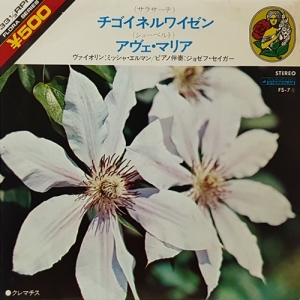 33⅓RPM
FLORA SERIES
¥500
(サラサーテ)
チゴイネルワイゼン
(シューベルト)
アヴェ・マリア
ヴァイオリン:ミッシャ・エルマン/ピアノ伴奏:ジョセフ・セイガー
STEREO
FS-7
●クレマチス